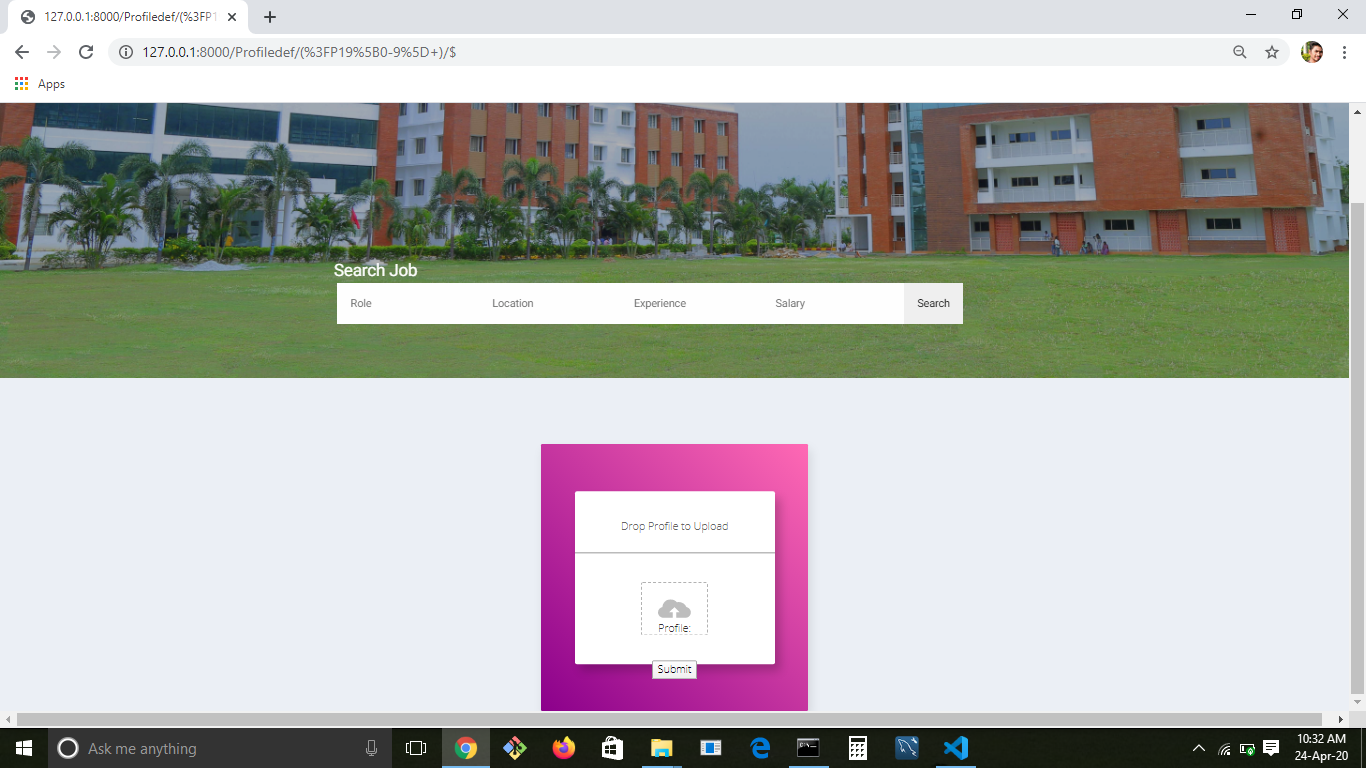 127.0.0.1:8000/Profiledef/(%3FP1
127.0.0.1:8000/Profiledef/(%3FP19%5B0-9%5D+)/$
Apps
Search Job
Role Location Experience Salary Search
Drop Profile to Upload
Profile:
Submit
Ask me anything
10:32 AM
24-Apr-20